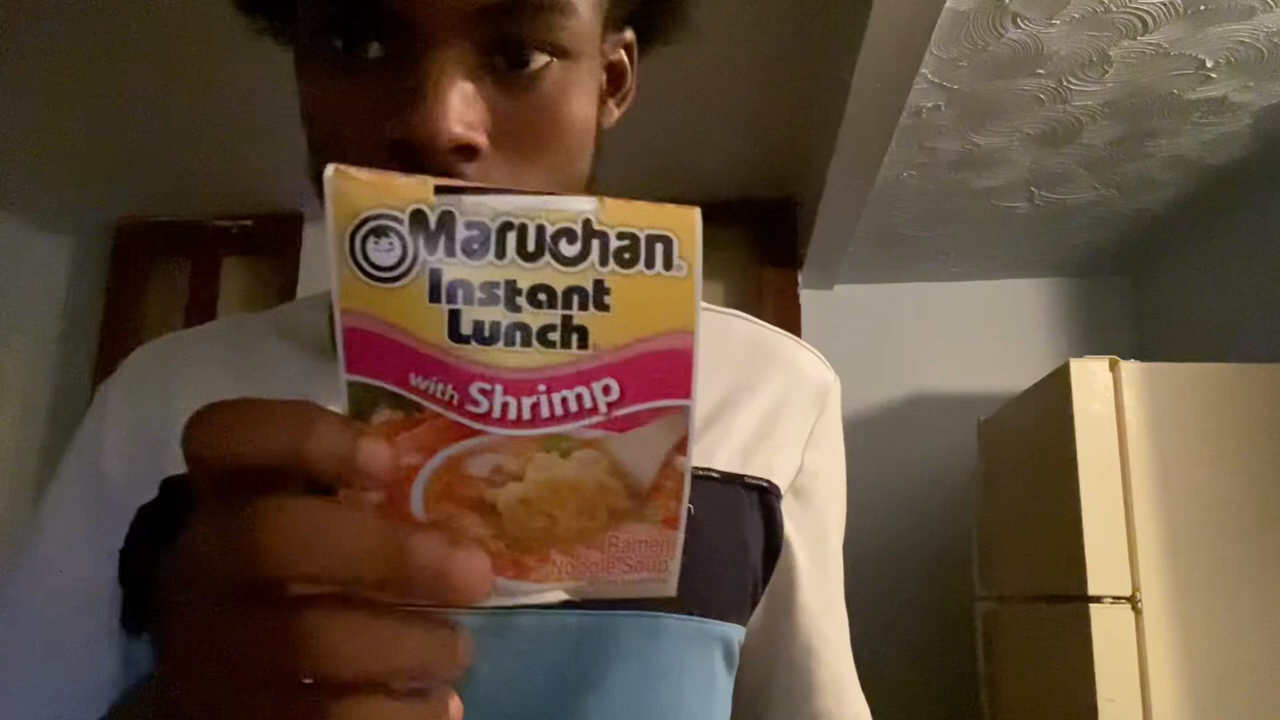 Maruchan®
Instant
Lunch
with Shrimp
Ramen
Noodle Soup